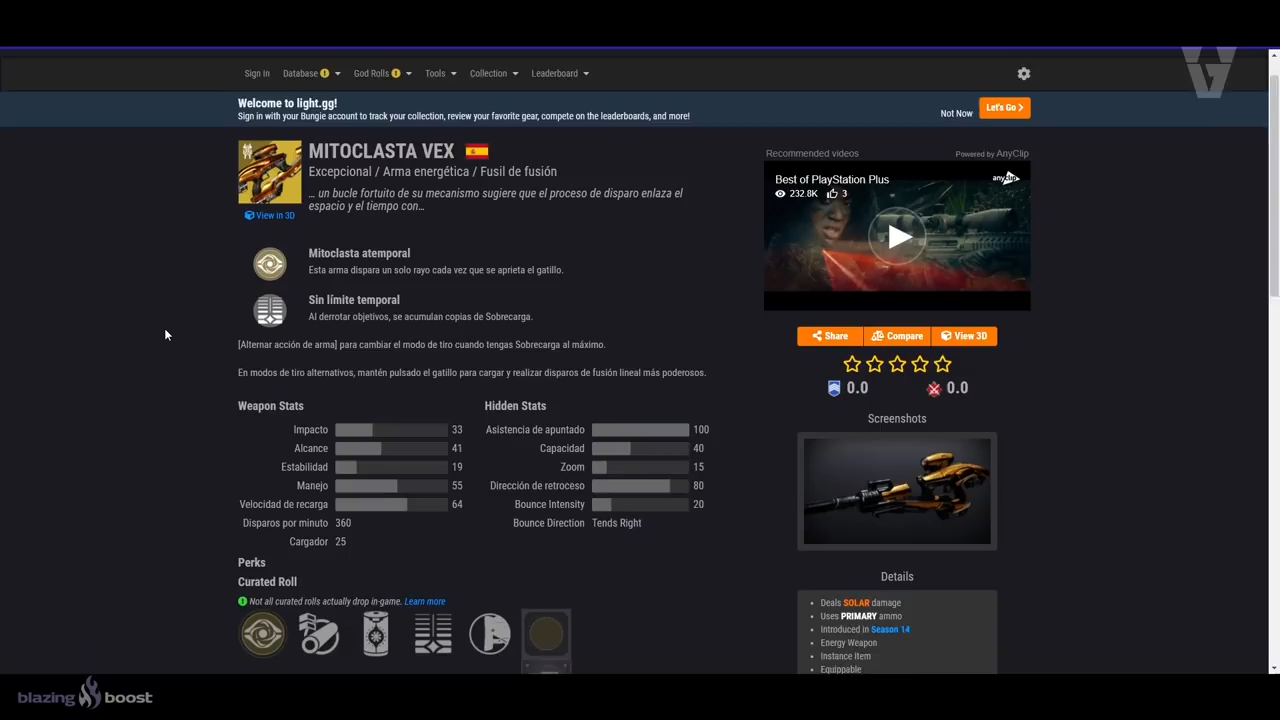 Sign In Database God Rolls Tools Collection Leaderboard
Welcome to light.gg!
Sign in with your Bungie account to track your collection, review your favorite gear, compete on the leaderboards, and more!
Not Now Let's Go
MITOCLASTA VEX
Excepcional / Arma energética / Fusil de fusión
... un bucle fortuito de su mecanismo sugiere que el proceso de disparo enlaza el
espacio y el tiempo con...
View in 3D
Mitoclasta atemporal
Esta arma dispara un solo rayo cada vez que se aprieta el gatillo.
Sin límite temporal
Al derrotar objetivos, se acumulan copias de Sobrecarga.
[Alternar acción de arma] para cambiar el modo de tiro cuando tengas Sobrecarga al máximo.
En modos de tiro alternativos, mantén pulsado el gatillo para cargar y realizar disparos de fusión lineal más poderosos.
Weapon Stats
Impacto 33
Alcance 41
Estabilidad 19
Manejo 55
Velocidad de recarga 64
Disparos por minuto 360
Cargador 25
Hidden Stats
Asistencia de apuntado 100
Capacidad 40
Zoom 15
Dirección de retroceso 80
Bounce Intensity 20
Bounce Direction Tends Right
Perks
Curated Roll
Not all curated rolls actually drop in-game. Learn more
Recommended videos Powered by AnyClip
Best of PlayStation Plus
232.8K 3
anyclip
Share Compare View 3D
0.0 0.0
Screenshots
Details
Deals SOLAR damage
Uses PRIMARY ammo
Introduced in Season 14
Energy Weapon
Instance Item
Equippable
blazing boost